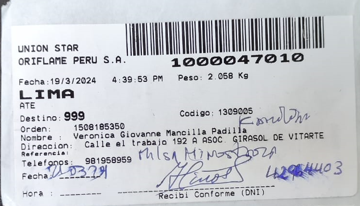 UNION STAR
ORIFLAME PERU S.A.
1000047010
Fecha:19/3/2024 4:39:53 PM Peso: 2.058 Kg
LIMA
ATE
Destino: 999 Codigo: 1309005
Orden: 1508185350
Nombre : Veronica Giovanne Mancilla Padilla
Direccion: Calle el trabajo 192 A ASOC. GIRASOL DE VITARTE
Referencia:
Telefonos: 981958959
Fecha :
Hora :
Recibi Conforme (DNI)